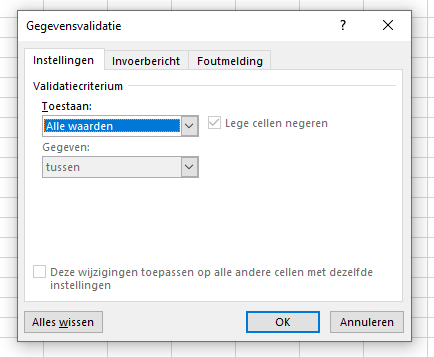 Gegevensvalidatie
Instellingen Invoerbericht Foutmelding
Validatiecriterium
Toestaan:
Alle waarden
Lege cellen negeren
Gegeven:
tussen
Deze wijzigingen toepassen op alle andere cellen met dezelfde
instellingen
Alles wissen OK Annuleren